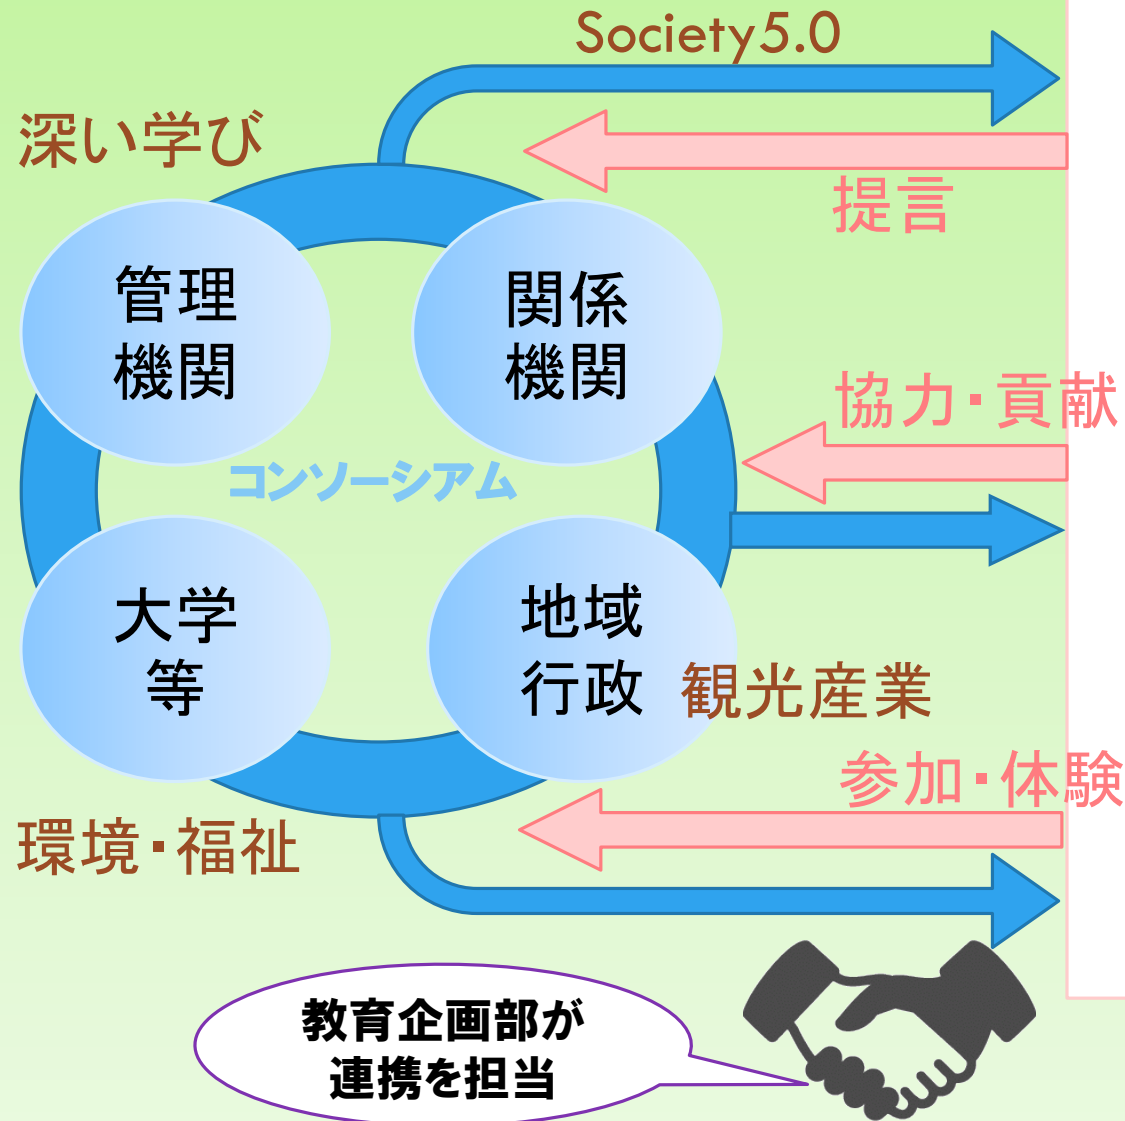 Society5.0
深い学び
提言
管理
機関
関係
機関
協力・貢献
コンソーシアム
大学
等
地域
行政
観光産業
参加・体験
環境・福祉
教育企画部が
連携を担当